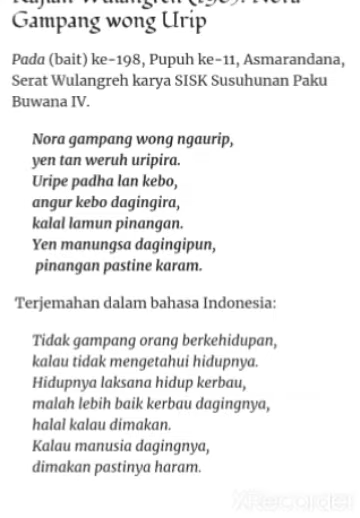 Gampang wong Urip
Pada (bait) ke-198, Pupuh ke-11, Asmarandana,
Serat Wulangreh karya SISK Susuhunan Paku
Buwana IV.
Nora gampang wong ngaurip,
yen tan weruh uripira.
Uripe padha lan kebo,
angur kebo dagingira,
kalal lamun pinangan.
Yen manungsa dagingipun,
pinangan pastine karam.
Terjemahan dalam bahasa Indonesia:
Tidak gampang orang berkehidupan,
kalau tidak mengetahui hidupnya.
Hidupnya laksana hidup kerbau,
malah lebih baik kerbau dagingnya,
halal kalau dimakan.
Kalau manusia dagingnya,
dimakan pastinya haram.
XRecorder